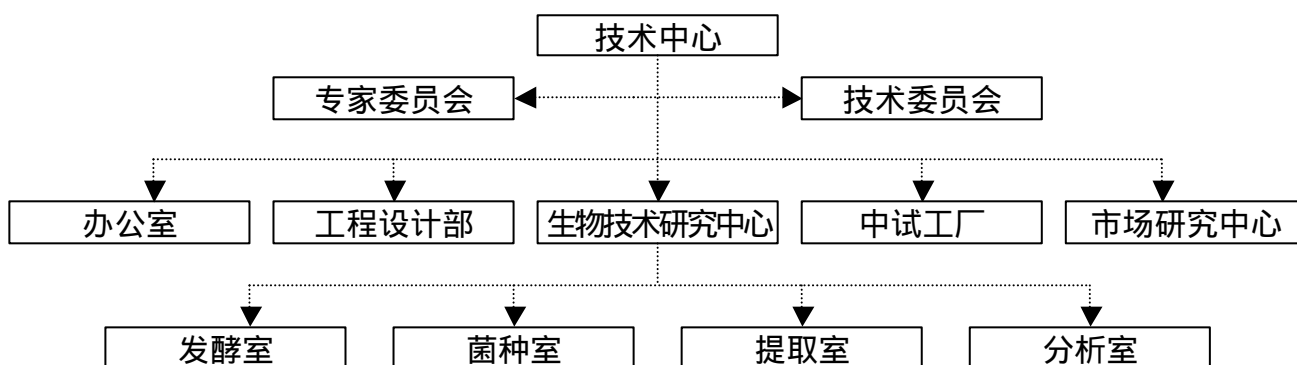 技术中心
专家委员会 技术委员会
办公室 工程设计部 生物技术研究中心 中试工厂 市场研究中心
发酵室 菌种室 提取室 分析室